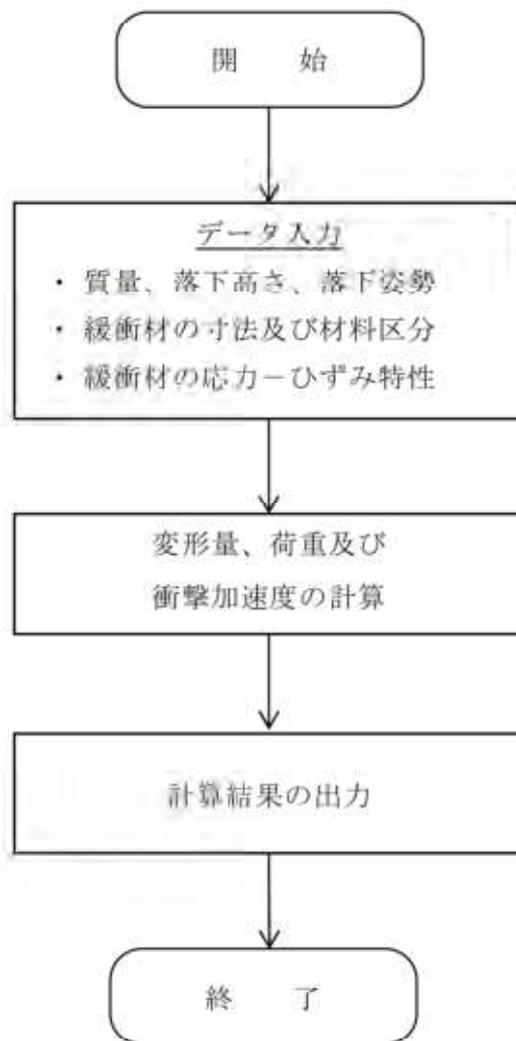 開　始
データ入力
・ 質量、落下高さ、落下姿勢
・ 緩衝材の寸法及び材料区分
・ 緩衝材の応力－ひずみ特性
変形量、荷重及び
衝撃加速度の計算
計算結果の出力
終　了